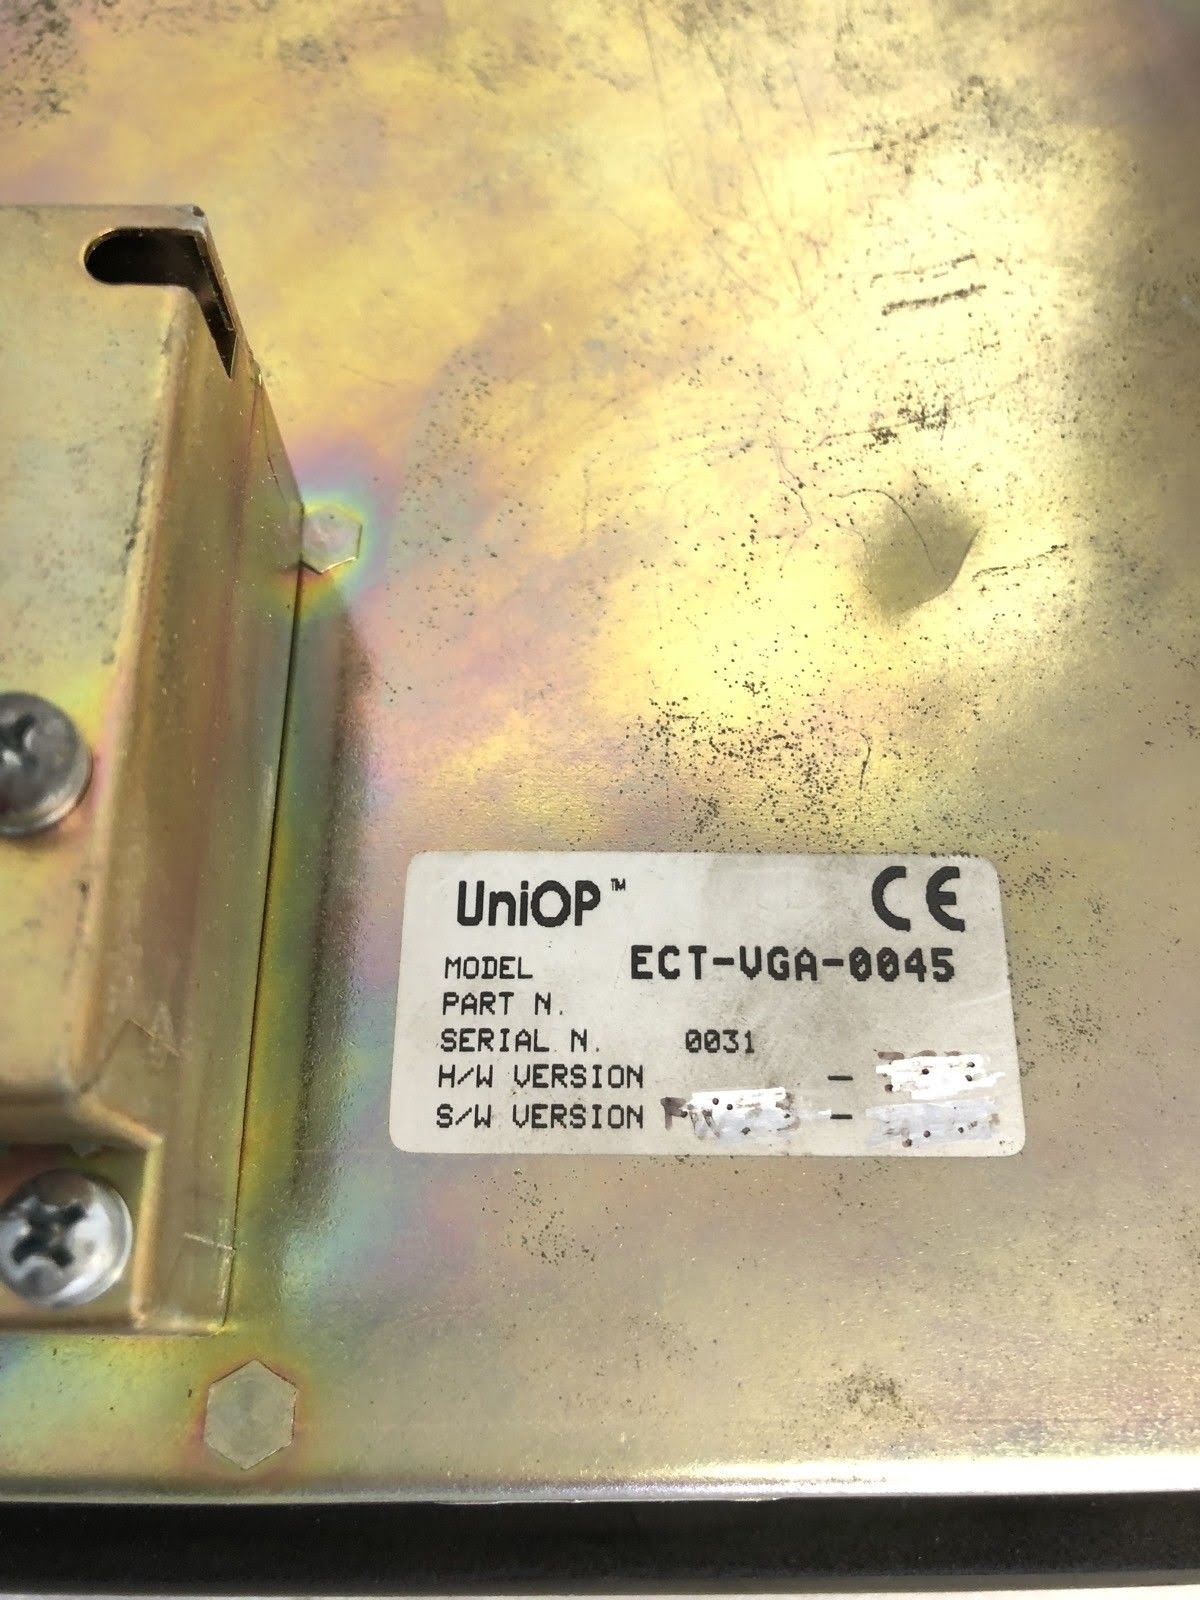 UniOP™ CE
MODEL ECT-VGA-0045
PART N.
SERIAL N. 0031
H/W VERSION -
S/W VERSION -